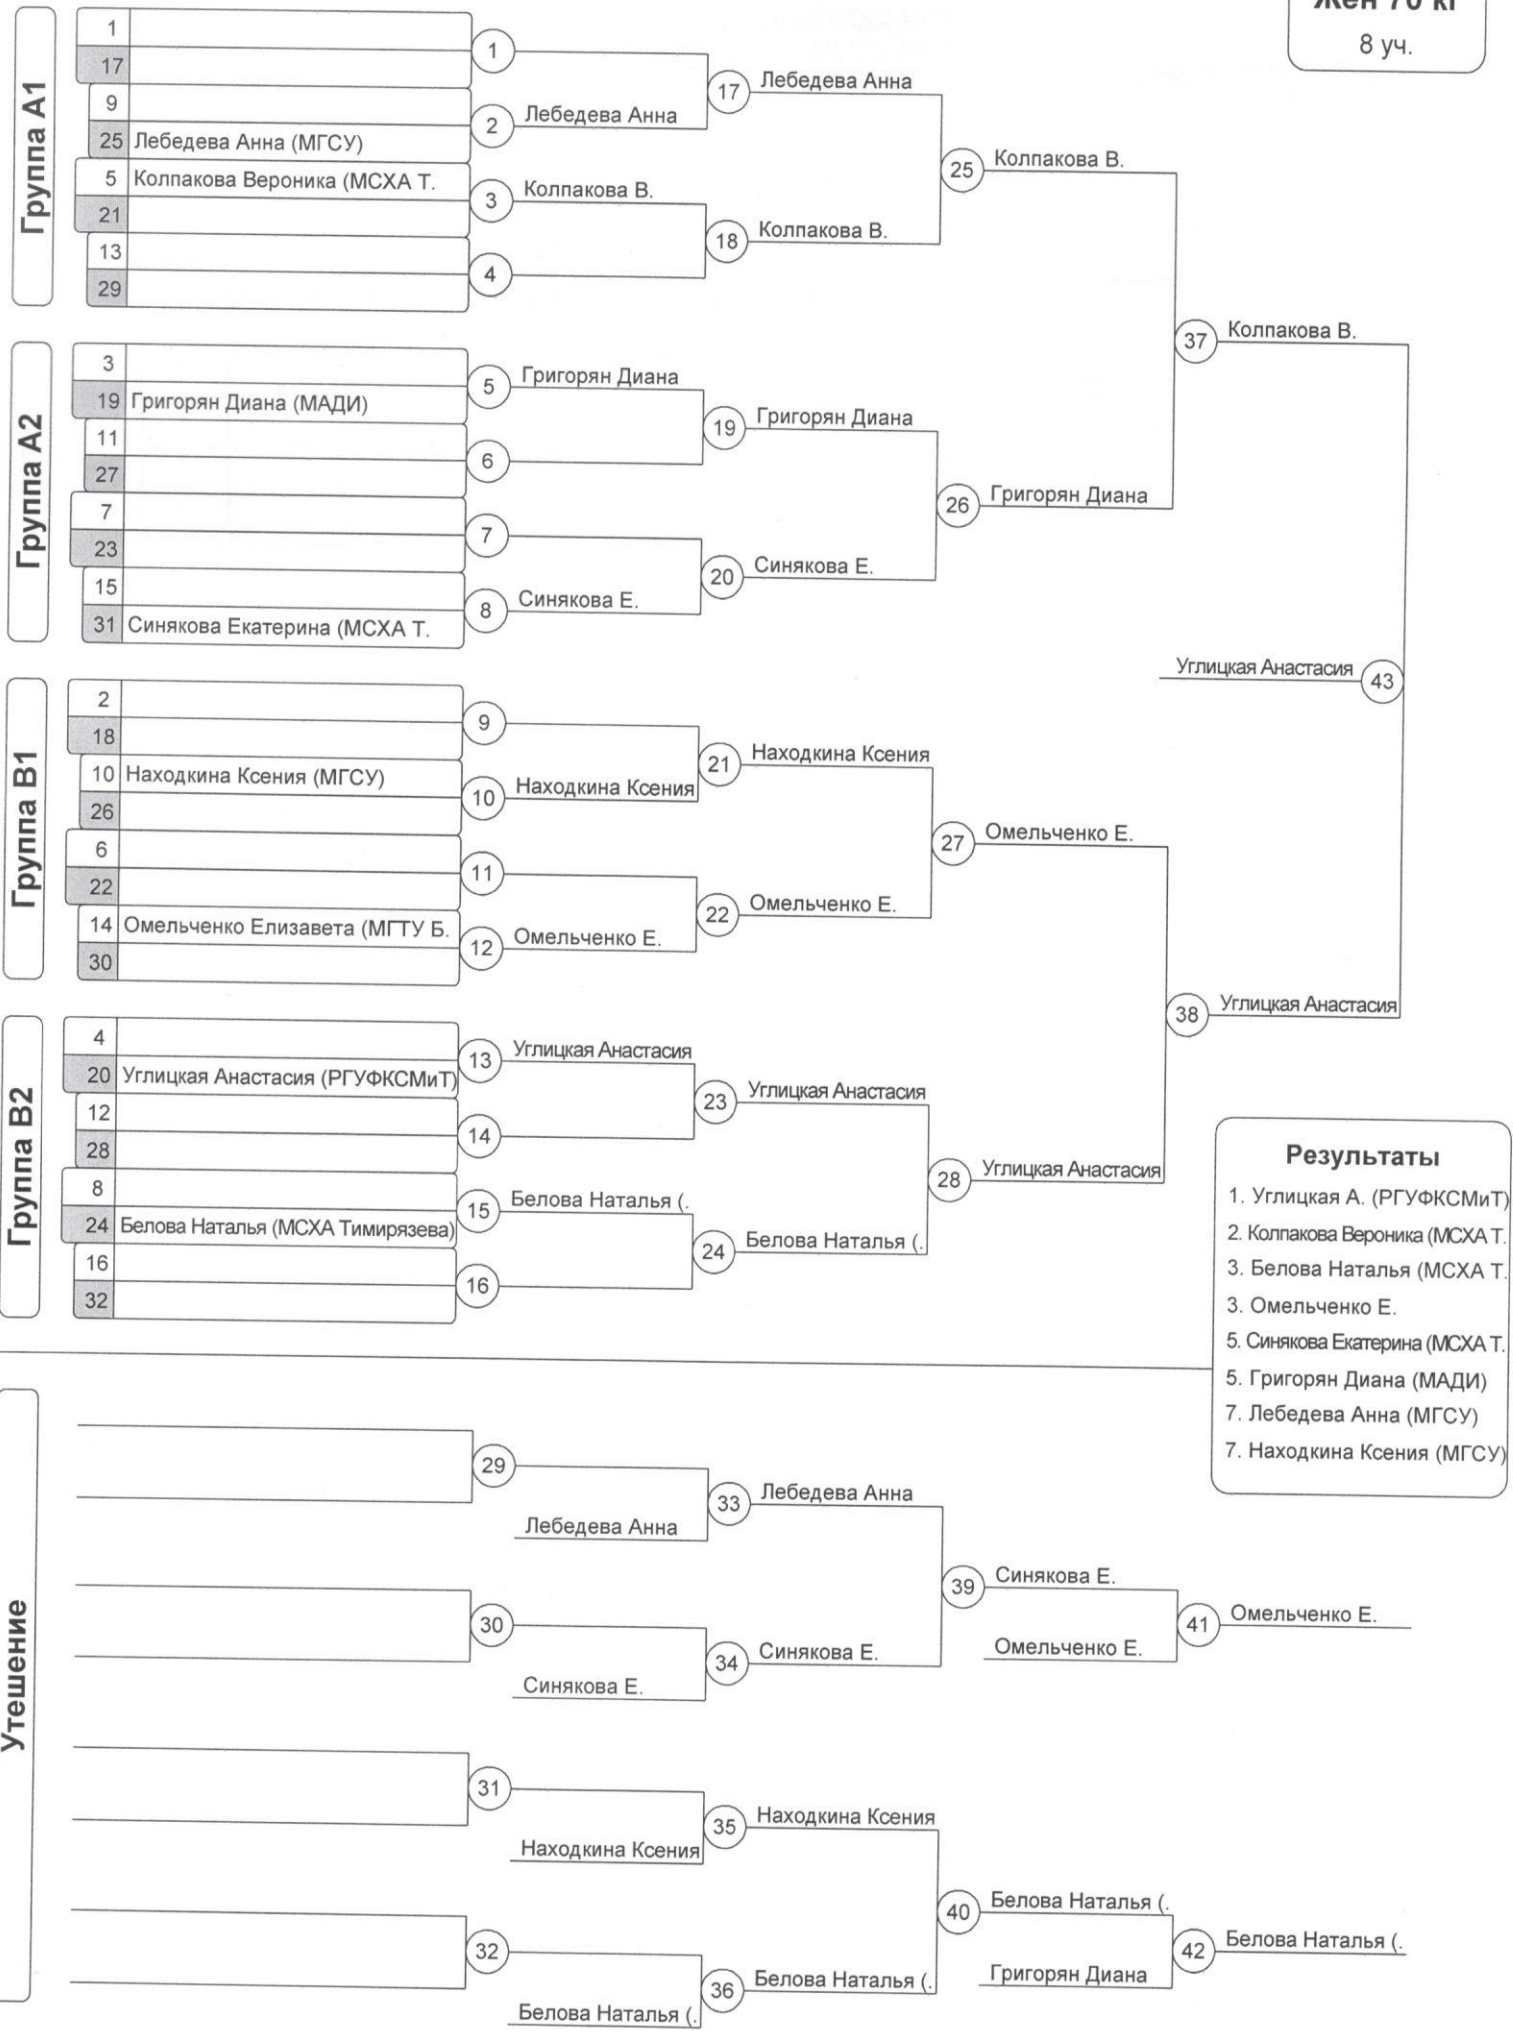 Жен 70 кг
8 уч.
Группа A1
1
17
9
25 Лебедева Анна (МГСУ)
5 Колпакова Вероника (МСХА Т.
21
13
29
1
2
3
4
Лебедева Анна
Колпакова В.
17
18
Лебедева Анна
Колпакова В.
25
Колпакова В.
Группа A2
3
19 Григорян Диана (МАДИ)
11
27
7
23
15
31 Синякова Екатерина (МСХА Т.
5
6
7
8
Григорян Диана
Синякова Е.
19
20
Григорян Диана
Синякова Е.
26
Григорян Диана
37
Колпакова В.
Углицкая Анастасия
43
Группа B1
2
18
10 Находкина Ксения (МГСУ)
26
6
22
14 Омельченко Елизавета (МГТУ Б.
30
9
10
11
12
Находкина Ксения
Омельченко Е.
21
22
Находкина Ксения
Омельченко Е.
27
Омельченко Е.
Группа B2
4
20 Углицкая Анастасия (РГУФКСМиТ)
12
28
8
24 Белова Наталья (МСХА Тимирязева)
16
32
13
14
15
16
Углицкая Анастасия
Белова Наталья (.
23
24
Углицкая Анастасия
Белова Наталья (.
28
Углицкая Анастасия
38
Углицкая Анастасия
Результаты
1. Углицкая А. (РГУФКСМиТ)
2. Колпакова Вероника (МСХА Т.
3. Белова Наталья (МСХА Т.
3. Омельченко Е.
5. Синякова Екатерина (МСХА Т.
5. Григорян Диана (МАДИ)
7. Лебедева Анна (МГСУ)
7. Находкина Ксения (МГСУ)
Утешение
29
Лебедева Анна
33
Лебедева Анна
30
Синякова Е.
34
Синякова Е.
39
Синякова Е.
Омельченко Е.
41
Омельченко Е.
31
Находкина Ксения
35
Находкина Ксения
32
Белова Наталья (.
36
Белова Наталья (.
40
Белова Наталья (.
Григорян Диана
42
Белова Наталья (.